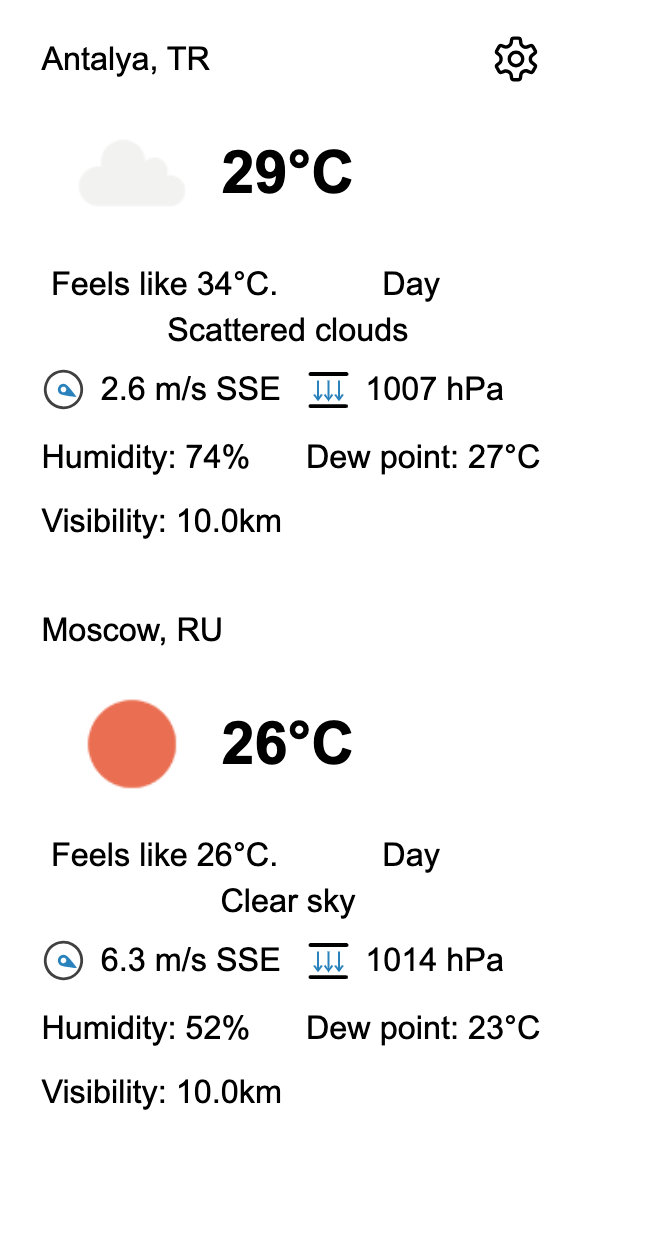 Antalya, TR
29°C
Feels like 34°C. Day
Scattered clouds
2.6 m/s SSE 1007 hPa
Humidity: 74% Dew point: 27°C
Visibility: 10.0km
Moscow, RU
26°C
Feels like 26°C. Day
Clear sky
6.3 m/s SSE 1014 hPa
Humidity: 52% Dew point: 23°C
Visibility: 10.0km